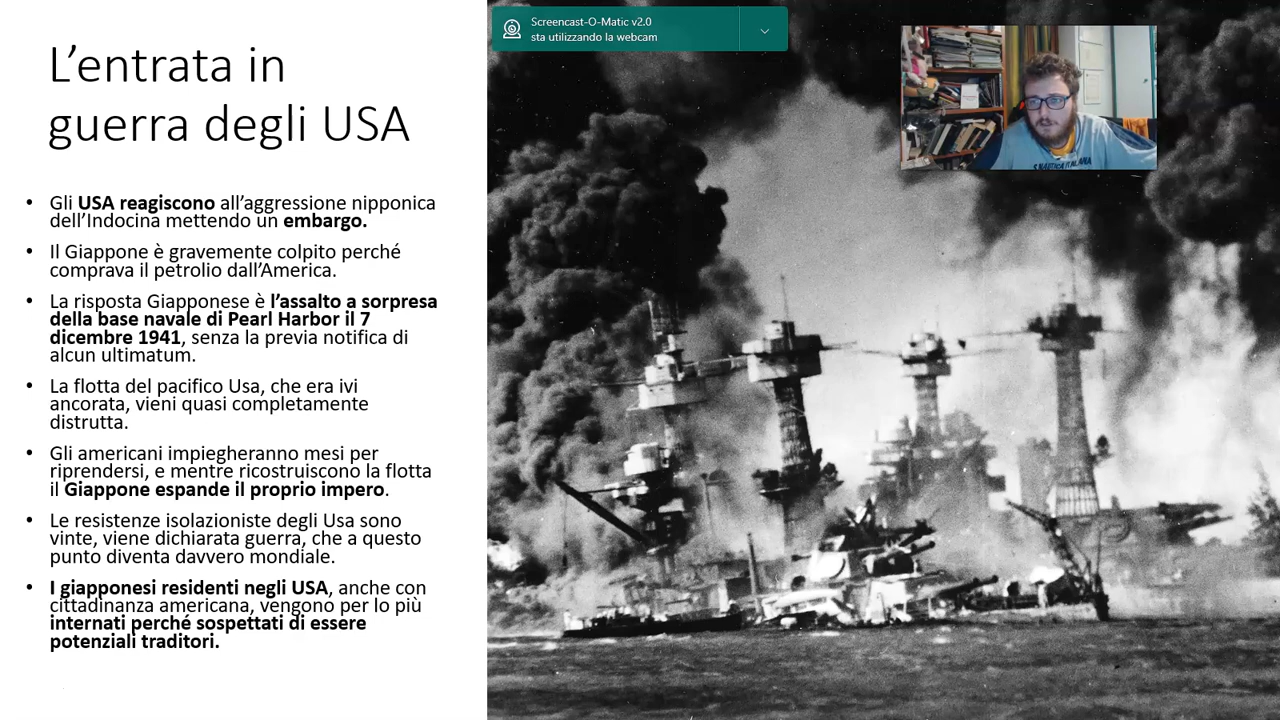 L'entrata in
guerra degli USA
• Gli USA reagiscono all'aggressione nipponica
dell'Indocina mettendo un embargo.
• Il Giappone è gravemente colpito perché
comprava il petrolio dall'America.
• La risposta Giapponese è l'assalto a sorpresa
della base navale di Pearl Harbor il 7
dicembre 1941, senza la previa notifica di
alcun ultimatum.
• La flotta del pacifico Usa, che era ivi
ancorata, vieni quasi completamente
distrutta.
• Gli americani impiegheranno mesi per
riprendersi, e mentre ricostruiscono la flotta
il Giappone espande il proprio impero.
• Le resistenze isolazioniste degli Usa sono
vinte, viene dichiarata guerra, che a questo
punto diventa davvero mondiale.
• I giapponesi residenti negli USA, anche con
cittadinanza americana, vengono per lo più
internati perché sospettati di essere
potenziali traditori.
Screencast-O-Matic v2.0
sta utilizzando la webcam